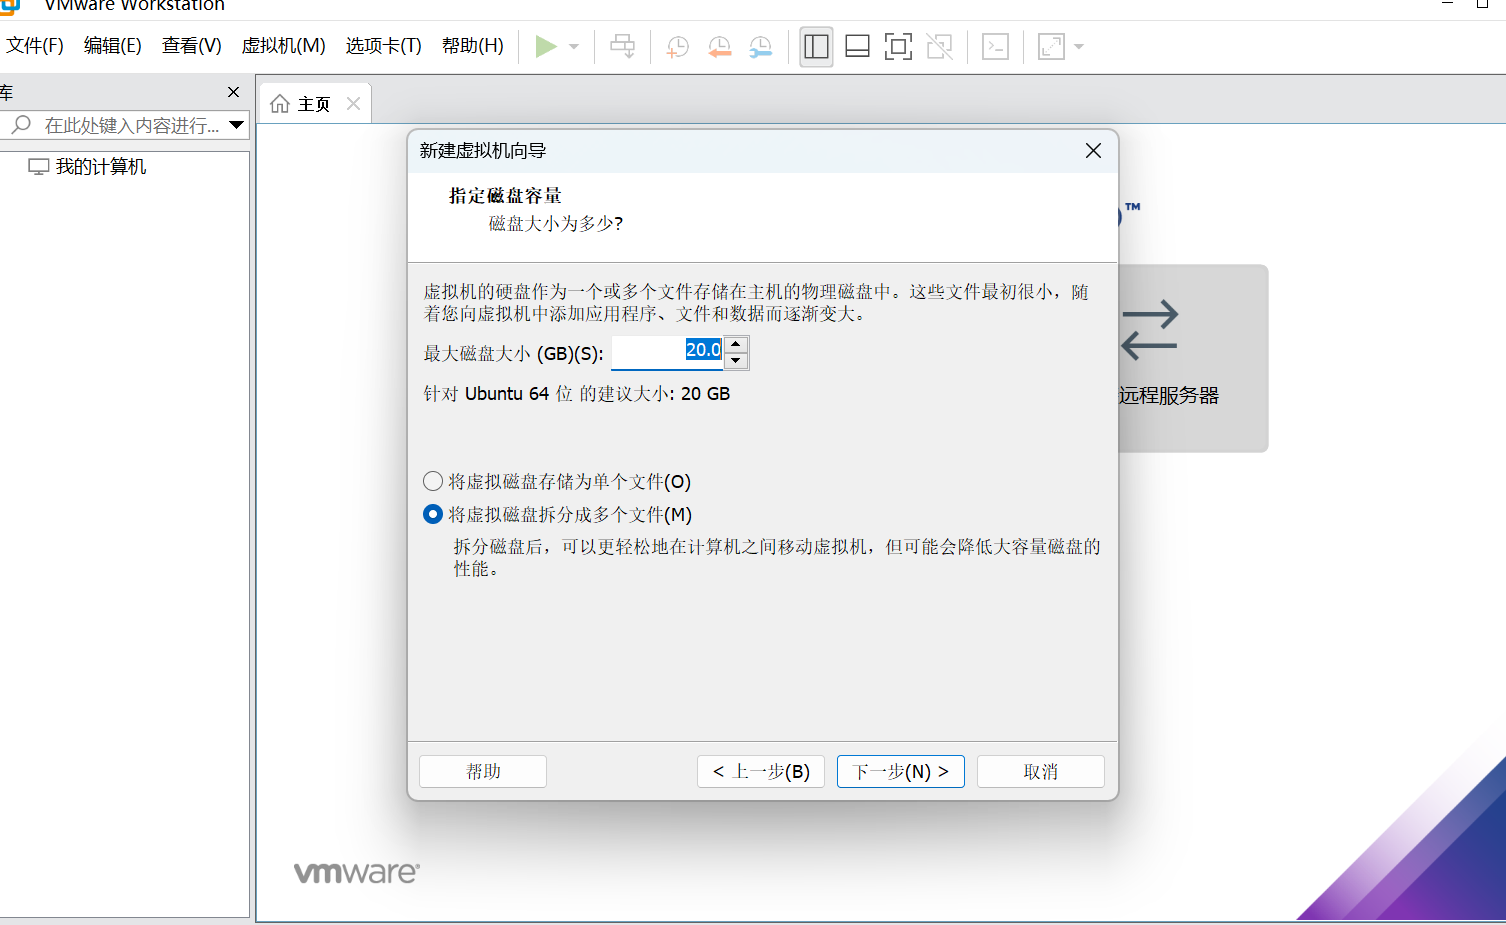 VMware Workstation
文件(F) 编辑(E) 查看(V) 虚拟机(M) 选项卡(T) 帮助(H)
库
在此处键入内容进行...
我的计算机
主页
新建虚拟机向导
指定磁盘容量
磁盘大小为多少?
TM
虚拟机的硬盘作为一个或多个文件存储在主机的物理磁盘中。这些文件最初很小，随
着您向虚拟机中添加应用程序、文件和数据而逐渐变大。
最大磁盘大小 (GB)(S): 20.0
针对 Ubuntu 64 位 的建议大小: 20 GB
远程服务器
将虚拟磁盘存储为单个文件(O)
将虚拟磁盘拆分成多个文件(M)
拆分磁盘后，可以更轻松地在计算机之间移动虚拟机，但可能会降低大容量磁盘的
性能。
帮助 < 上一步(B) 下一步(N) > 取消
vmware®